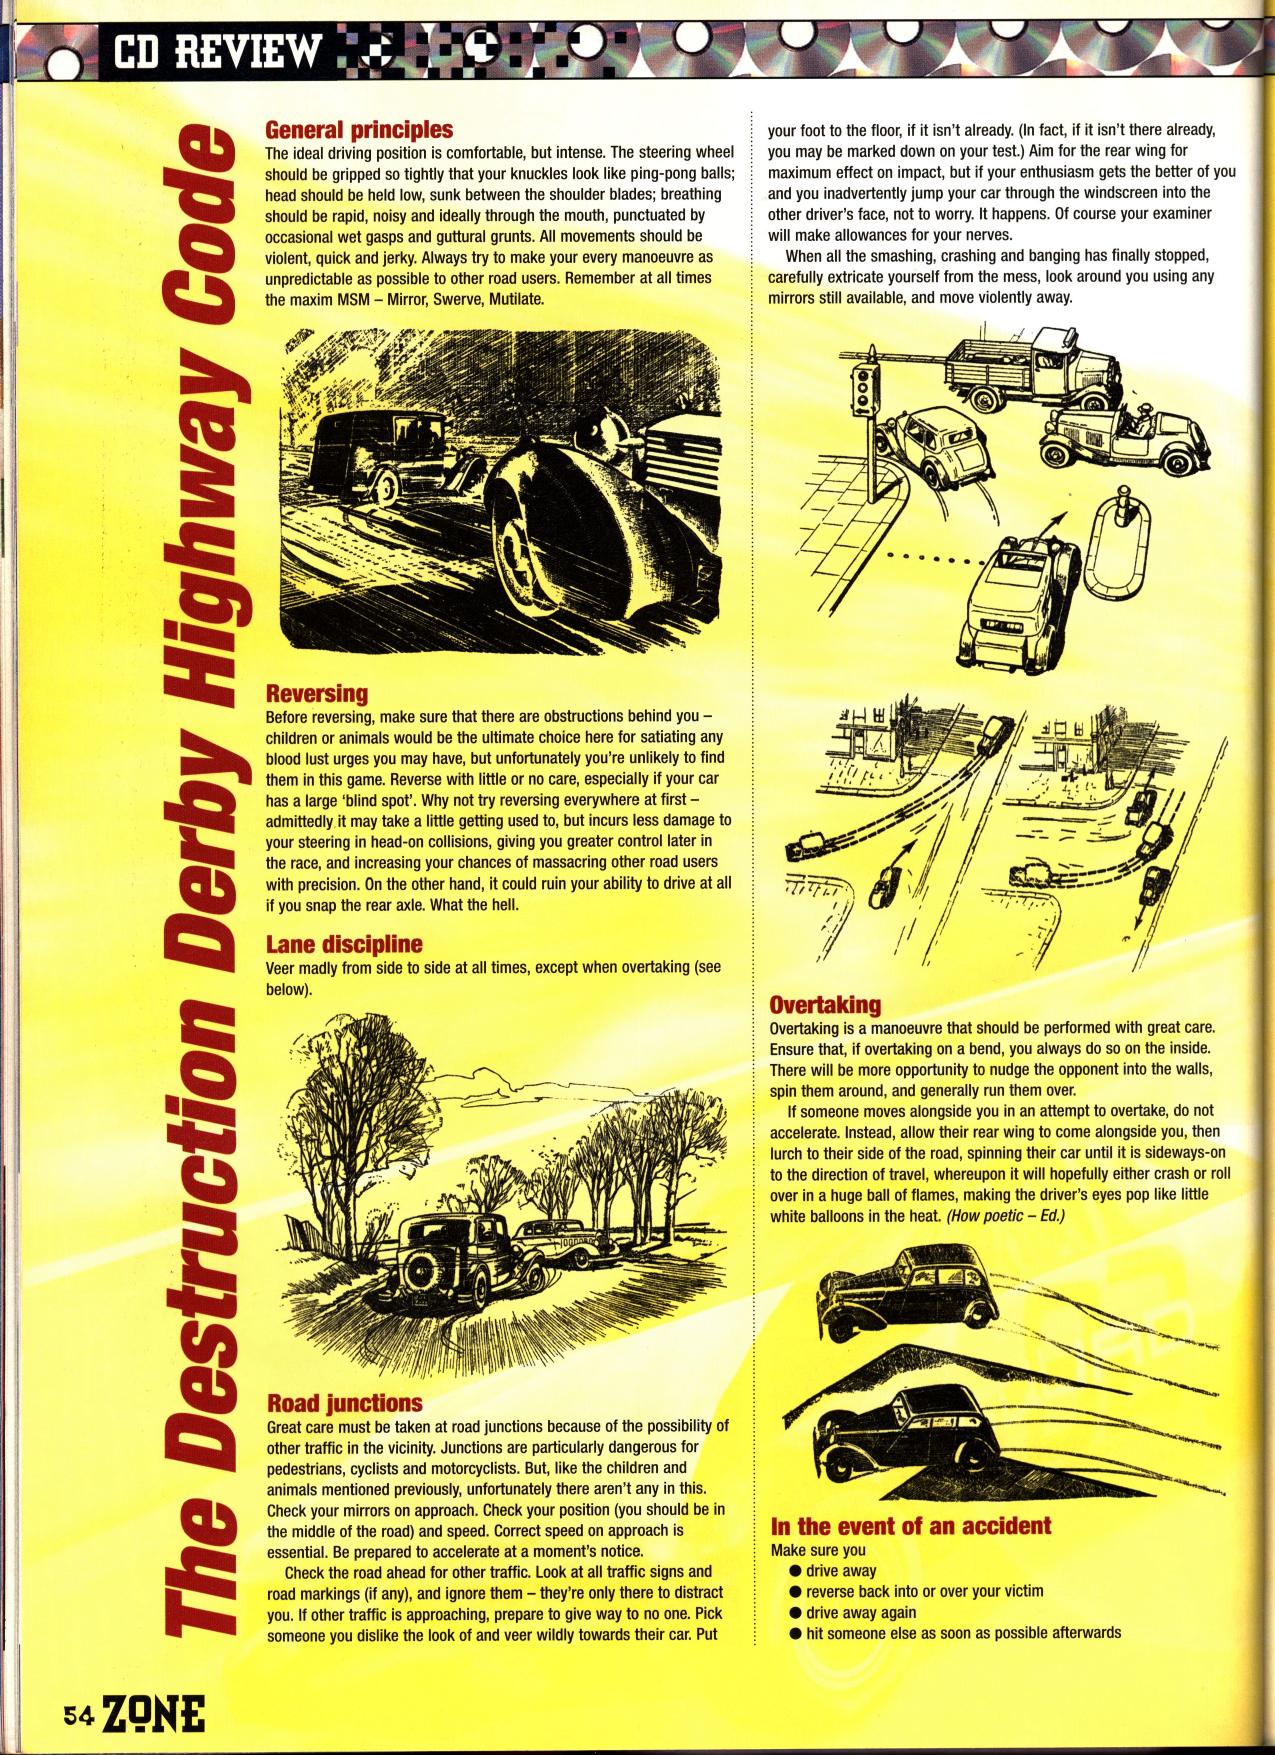 CD REVIEW
The Destruction Derby Highway Code
General principles
The ideal driving position is comfortable, but intense. The steering wheel
should be gripped so tightly that your knuckles look like ping-pong balls;
head should be held low, sunk between the shoulder blades; breathing
should be rapid, noisy and ideally through the mouth, punctuated by
occasional wet gasps and guttural grunts. All movements should be
violent, quick and jerky. Always try to make your every manoeuvre as
unpredictable as possible to other road users. Remember at all times
the maxim MSM – Mirror, Swerve, Mutilate.
Reversing
Before reversing, make sure that there are obstructions behind you –
children or animals would be the ultimate choice here for satiating any
blood lust urges you may have, but unfortunately you're unlikely to find
them in this game. Reverse with little or no care, especially if your car
has a large 'blind spot'. Why not try reversing everywhere at first –
admittedly it may take a little getting used to, but incurs less damage to
your steering in head-on collisions, giving you greater control later in
the race, and increasing your chances of massacring other road users
with precision. On the other hand, it could ruin your ability to drive at all
if you snap the rear axle. What the hell.
Lane discipline
Veer madly from side to side at all times, except when overtaking (see
below).
Road junctions
Great care must be taken at road junctions because of the possibility of
other traffic in the vicinity. Junctions are particularly dangerous for
pedestrians, cyclists and motorcyclists. But, like the children and
animals mentioned previously, unfortunately there aren't any in this.
Check your mirrors on approach. Check your position (you should be in
the middle of the road) and speed. Correct speed on approach is
essential. Be prepared to accelerate at a moment's notice.
Check the road ahead for other traffic. Look at all traffic signs and
road markings (if any), and ignore them – they're only there to distract
you. If other traffic is approaching, prepare to give way to no one. Pick
someone you dislike the look of and veer wildly towards their car. Put
your foot to the floor, if it isn't already. (In fact, if it isn't there already,
you may be marked down on your test.) Aim for the rear wing for
maximum effect on impact, but if your enthusiasm gets the better of you
and you inadvertently jump your car through the windscreen into the
other driver's face, not to worry. It happens. Of course your examiner
will make allowances for your nerves.
When all the smashing, crashing and banging has finally stopped,
carefully extricate yourself from the mess, look around you using any
mirrors still available, and move violently away.
Overtaking
Overtaking is a manoeuvre that should be performed with great care.
Ensure that, if overtaking on a bend, you always do so on the inside.
There will be more opportunity to nudge the opponent into the walls,
spin them around, and generally run them over.
If someone moves alongside you in an attempt to overtake, do not
accelerate. Instead, allow their rear wing to come alongside you, then
lurch to their side of the road, spinning their car until it is sideways-on
to the direction of travel, whereupon it will hopefully either crash or roll
over in a huge ball of flames, making the driver's eyes pop like little
white balloons in the heat. (How poetic – Ed.)
In the event of an accident
Make sure you
● drive away
● reverse back into or over your victim
● drive away again
● hit someone else as soon as possible afterwards
54 ZONE